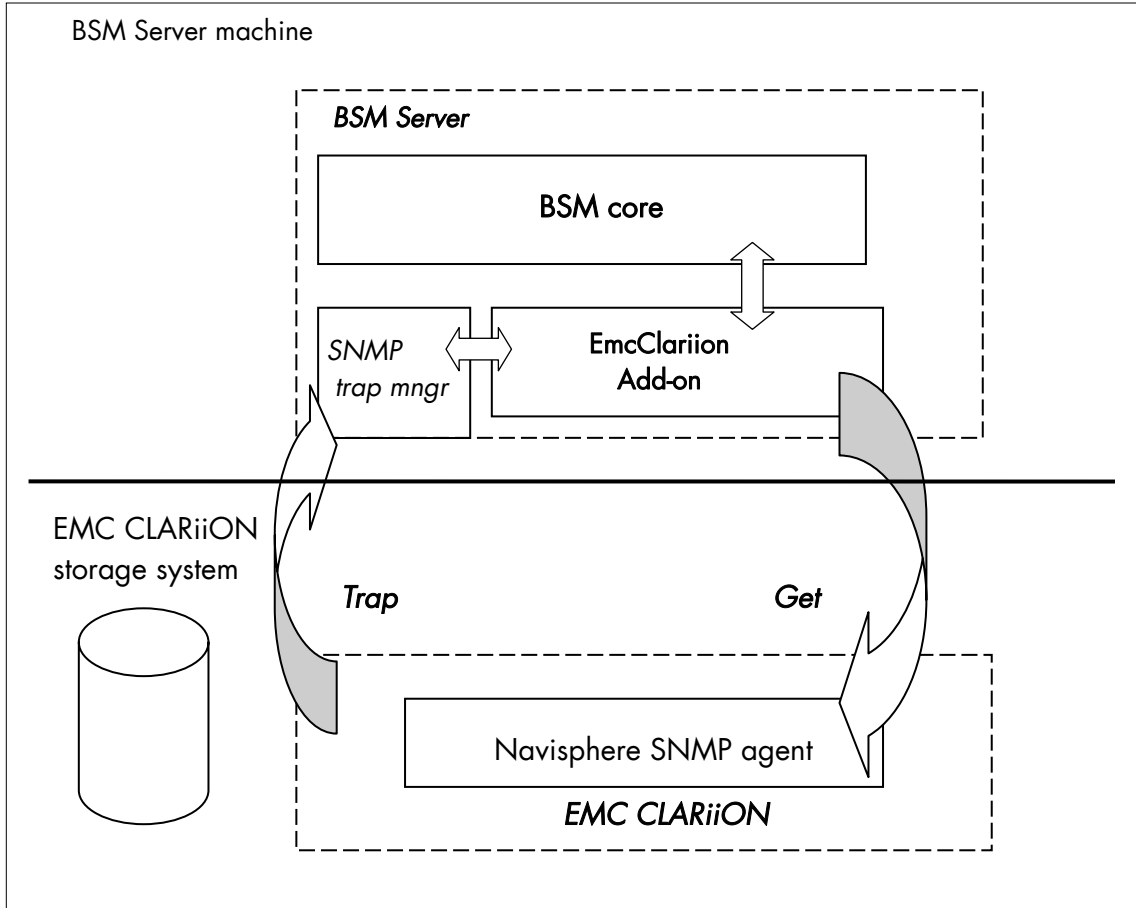 BSM Server machine
BSM Server
BSM core
SNMP
trap mngr
EmcClariion
Add-on
EMC CLARiiON
storage system
Trap
Get
Navisphere SNMP agent
EMC CLARiiON